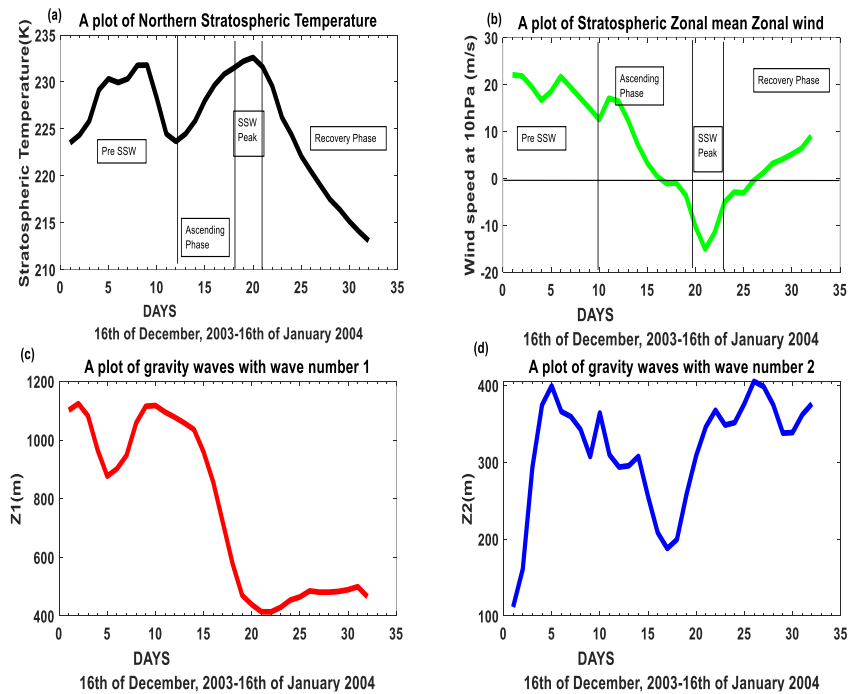 (a)
A plot of Northern Stratospheric Temperature
Stratospheric Temperature(K)
235
230
225
220
215
210
Pre SSW
Ascending
Phase
SSW
Peak
Recovery Phase
0 5 10 15 20 25 30 35
DAYS
16th of December, 2003-16th of January 2004
(b)
A plot of Stratospheric Zonal mean Zonal wind
Wind speed at 10hPa (m/s)
30
20
10
0
-10
-20
Pre SSW
Ascending
Phase
SSW
Peak
Recovery Phase
0 5 10 15 20 25 30 35
DAYS
16th of December, 2003-16th of January 2004
(c)
A plot of gravity waves with wave number 1
Z1(m)
1200
1000
800
600
400
0 5 10 15 20 25 30 35
DAYS
16th of December, 2003-16th of January 2004
(d)
A plot of gravity waves with wave number 2
Z2(m)
400
300
200
100
0 5 10 15 20 25 30 35
DAYS
16th of December, 2003-16th of January 2004